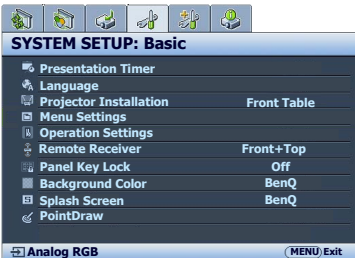 SYSTEM SETUP: Basic
Presentation Timer
Language
Projector Installation Front Table
Menu Settings
Operation Settings
Remote Receiver Front+Top
Panel Key Lock Off
Background Color BenQ
Splash Screen BenQ
PointDraw
Analog RGB MENU Exit